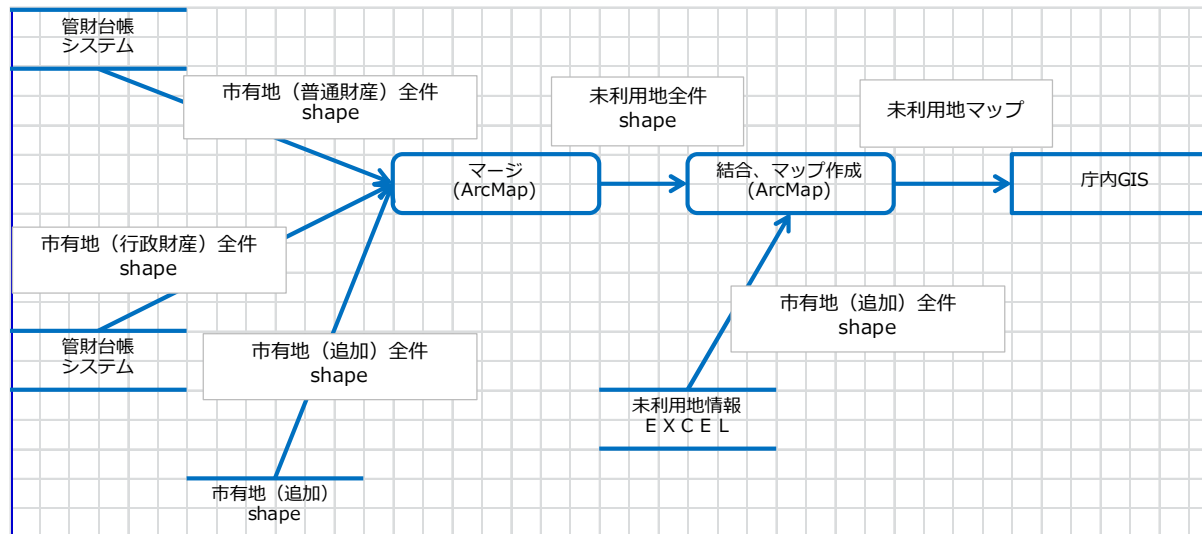 管財台帳
システム
市有地（普通財産）全件
shape
未利用地全件
shape
未利用地マップ
マージ
(ArcMap)
結合、マップ作成
(ArcMap)
庁内GIS
市有地（行政財産）全件
shape
市有地（追加）全件
shape
管財台帳
システム
市有地（追加）全件
shape
未利用地情報
ＥＸＣＥＬ
市有地（追加）
shape